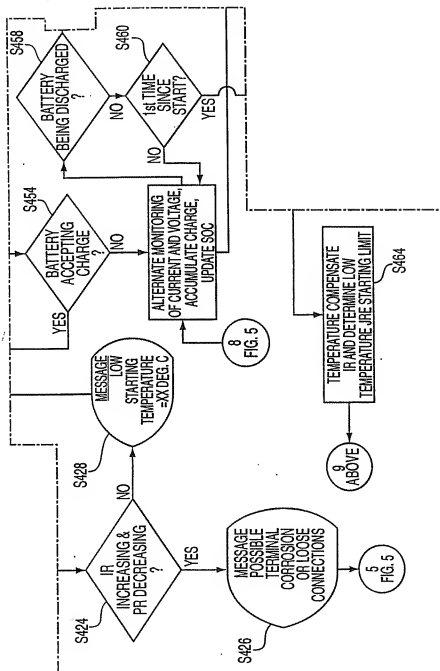 S458
BATTERY
BEING DISCHARGED
?
NO
S460
1st TIME
SINCE
START?
YES
NO
S454
BATTERY
ACCEPTING
CHARGE
?
YES
NO
ALTERNATE MONITORING
OF CURRENT AND VOLTAGE,
ACCUMULATE CHARGE,
UPDATE SOC
8
FIG. 5
S428
MESSAGE
LOW
STARTING
TEMPERATURE
=XX DEG. C
S424
IR
INCREASING &
PR DECREASING
?
NO
YES
S426
MESSAGE
POSSIBLE
TERMINAL
CORROSION
OR LOOSE
CONNECTIONS
5
FIG. 5
S464
TEMPERATURE COMPENSATE
IR AND DETERMINE LOW
TEMPERATURE JRE STARTING LIMIT
9
ABOVE